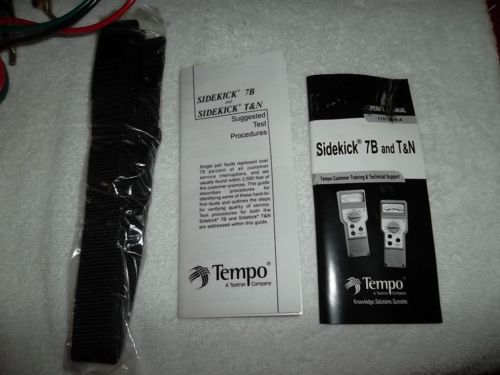 SIDEKICK® 7B
and
SIDEKICK® T&N
Suggested
Test
Procedures
Single pair faults represent over
75 percent of all customer
service interruptions, and are
usually found within 2,500 feet of
the customer premise. This guide
describes procedures for
identifying some of these hard-to-
find faults and outlines the steps
for verifying quality of service.
Test procedures for both the
Sidekick 7B and Sidekick T&N
are addressed within this guide.
Tempo®
A Textron Company
MANUAL
Sidekick® 7B and T&N
Tempo Customer Training & Technical Support
Tempo®
A Textron Company
Knowledge. Solutions. Success.